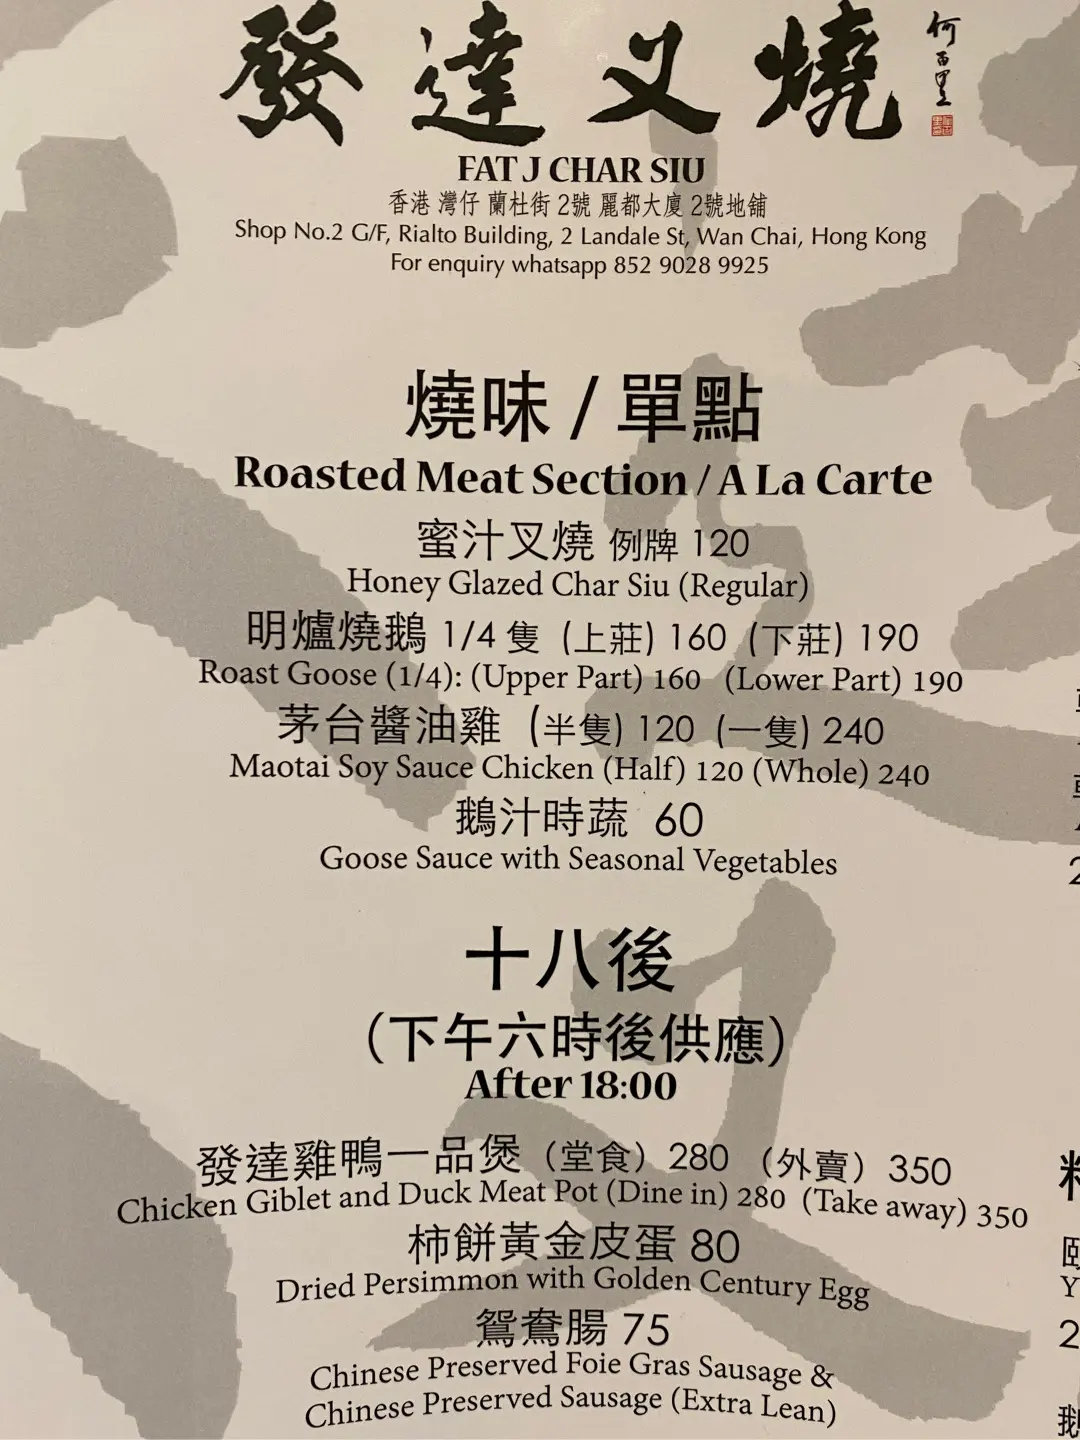 發達叉燒
FAT J CHAR SIU
香港 灣仔 蘭杜街 2號 麗都大廈 2號地舖
Shop No.2 G/F, Rialto Building, 2 Landale St, Wan Chai, Hong Kong
For enquiry whatsapp 852 9028 9925
燒味 / 單點
Roasted Meat Section / A La Carte
蜜汁叉燒 例牌 120
Honey Glazed Char Siu (Regular)
明爐燒鵝 1/4 隻 (上莊) 160 (下莊) 190
Roast Goose (1/4): (Upper Part) 160 (Lower Part) 190
茅台醬油雞 (半隻) 120 (一隻) 240
Maotai Soy Sauce Chicken (Half) 120 (Whole) 240
鵝汁時蔬 60
Goose Sauce with Seasonal Vegetables
十八後
（下午六時後供應）
After 18:00
發達雞鴨一品煲（堂食）280 （外賣）350
Chicken Giblet and Duck Meat Pot (Dine in) 280 (Take away) 350
柿餅黃金皮蛋 80
Dried Persimmon with Golden Century Egg
鴛鴦腸 75
Chinese Preserved Foie Gras Sausage &
Chinese Preserved Sausage (Extra Lean)